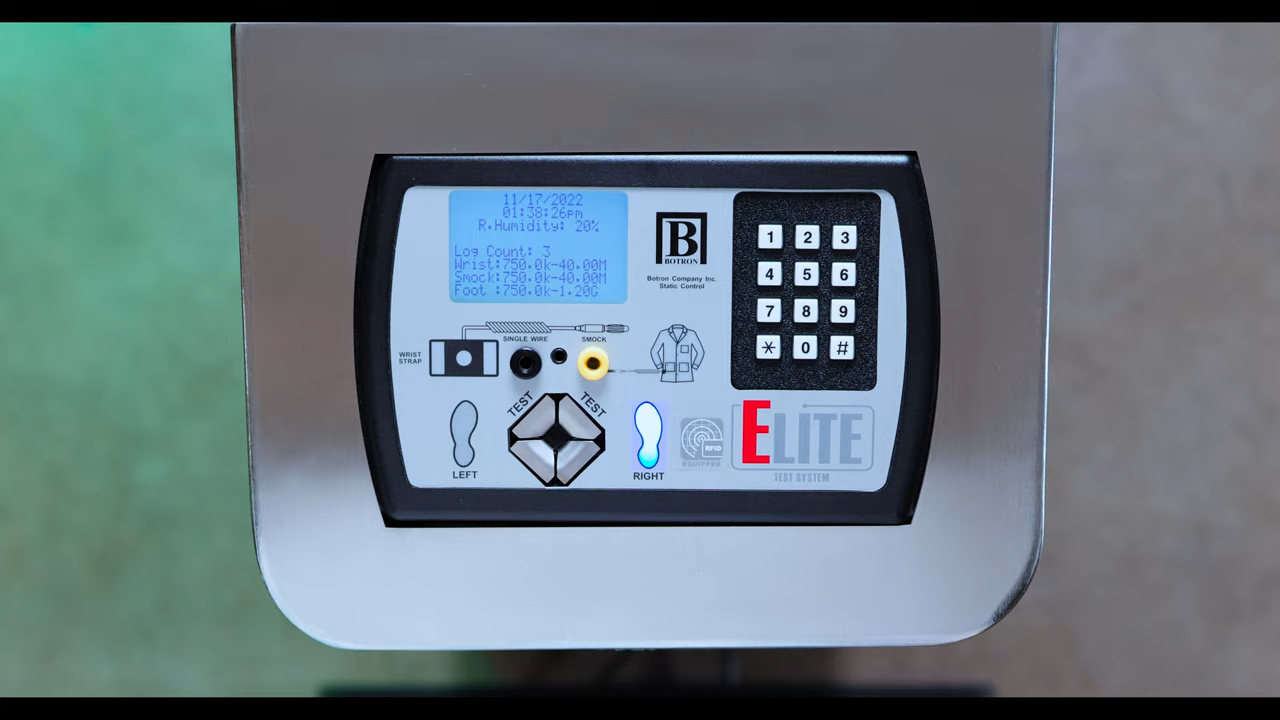 11/17/2022
01:38:26pm
R.Humidity: 20%
Log Count: 3
Wrist:750.0k-40.00M
Smock:750.0k-40.00M
Foot :750.0k-1.20G
B
BOTRON
Botron Company Inc.
Static Control
1 2 3
4 5 6
7 8 9
* 0 #
WRIST
STRAP
SINGLE WIRE
SMOCK
TEST
TEST
LEFT
RIGHT
RFID
EQUIPPED
ELITE
TEST SYSTEM